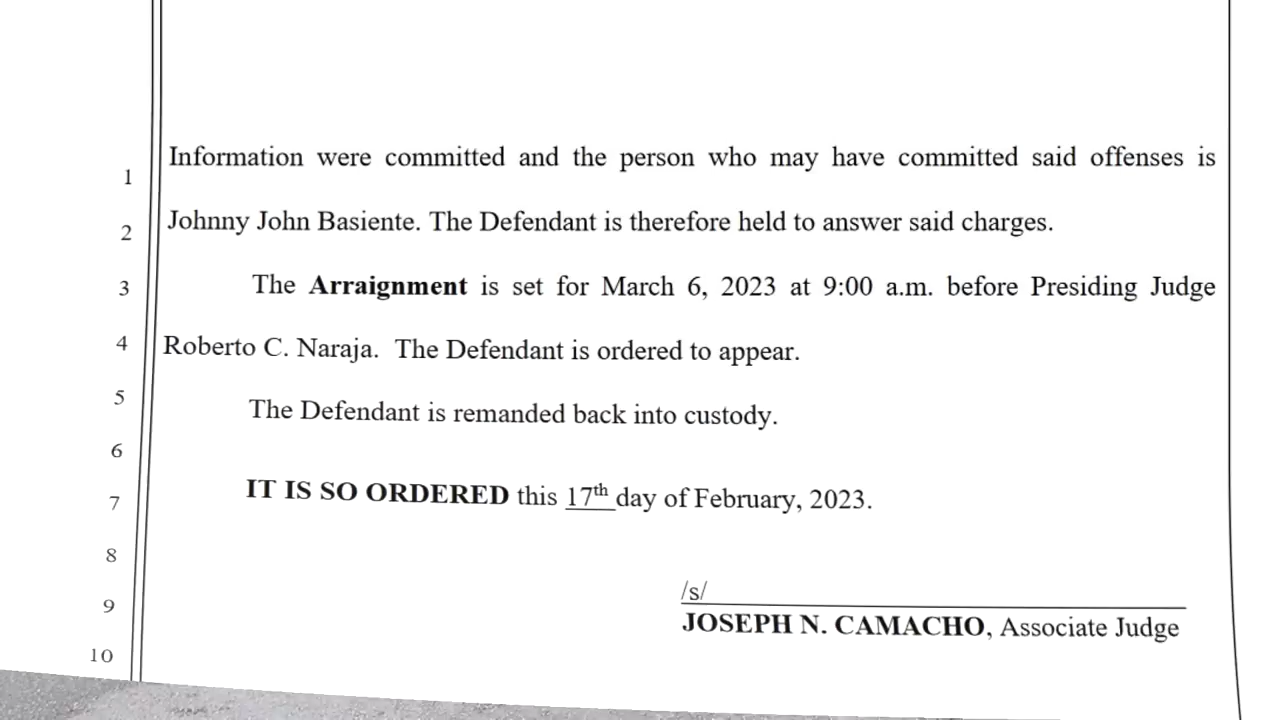 1 Information were committed and the person who may have committed said offenses is
2 Johnny John Basiente. The Defendant is therefore held to answer said charges.
3 The Arraignment is set for March 6, 2023 at 9:00 a.m. before Presiding Judge
4 Roberto C. Naraja. The Defendant is ordered to appear.
5 The Defendant is remanded back into custody.
6
7 IT IS SO ORDERED this 17th day of February, 2023.
8
9 /s/
JOSEPH N. CAMACHO, Associate Judge
10